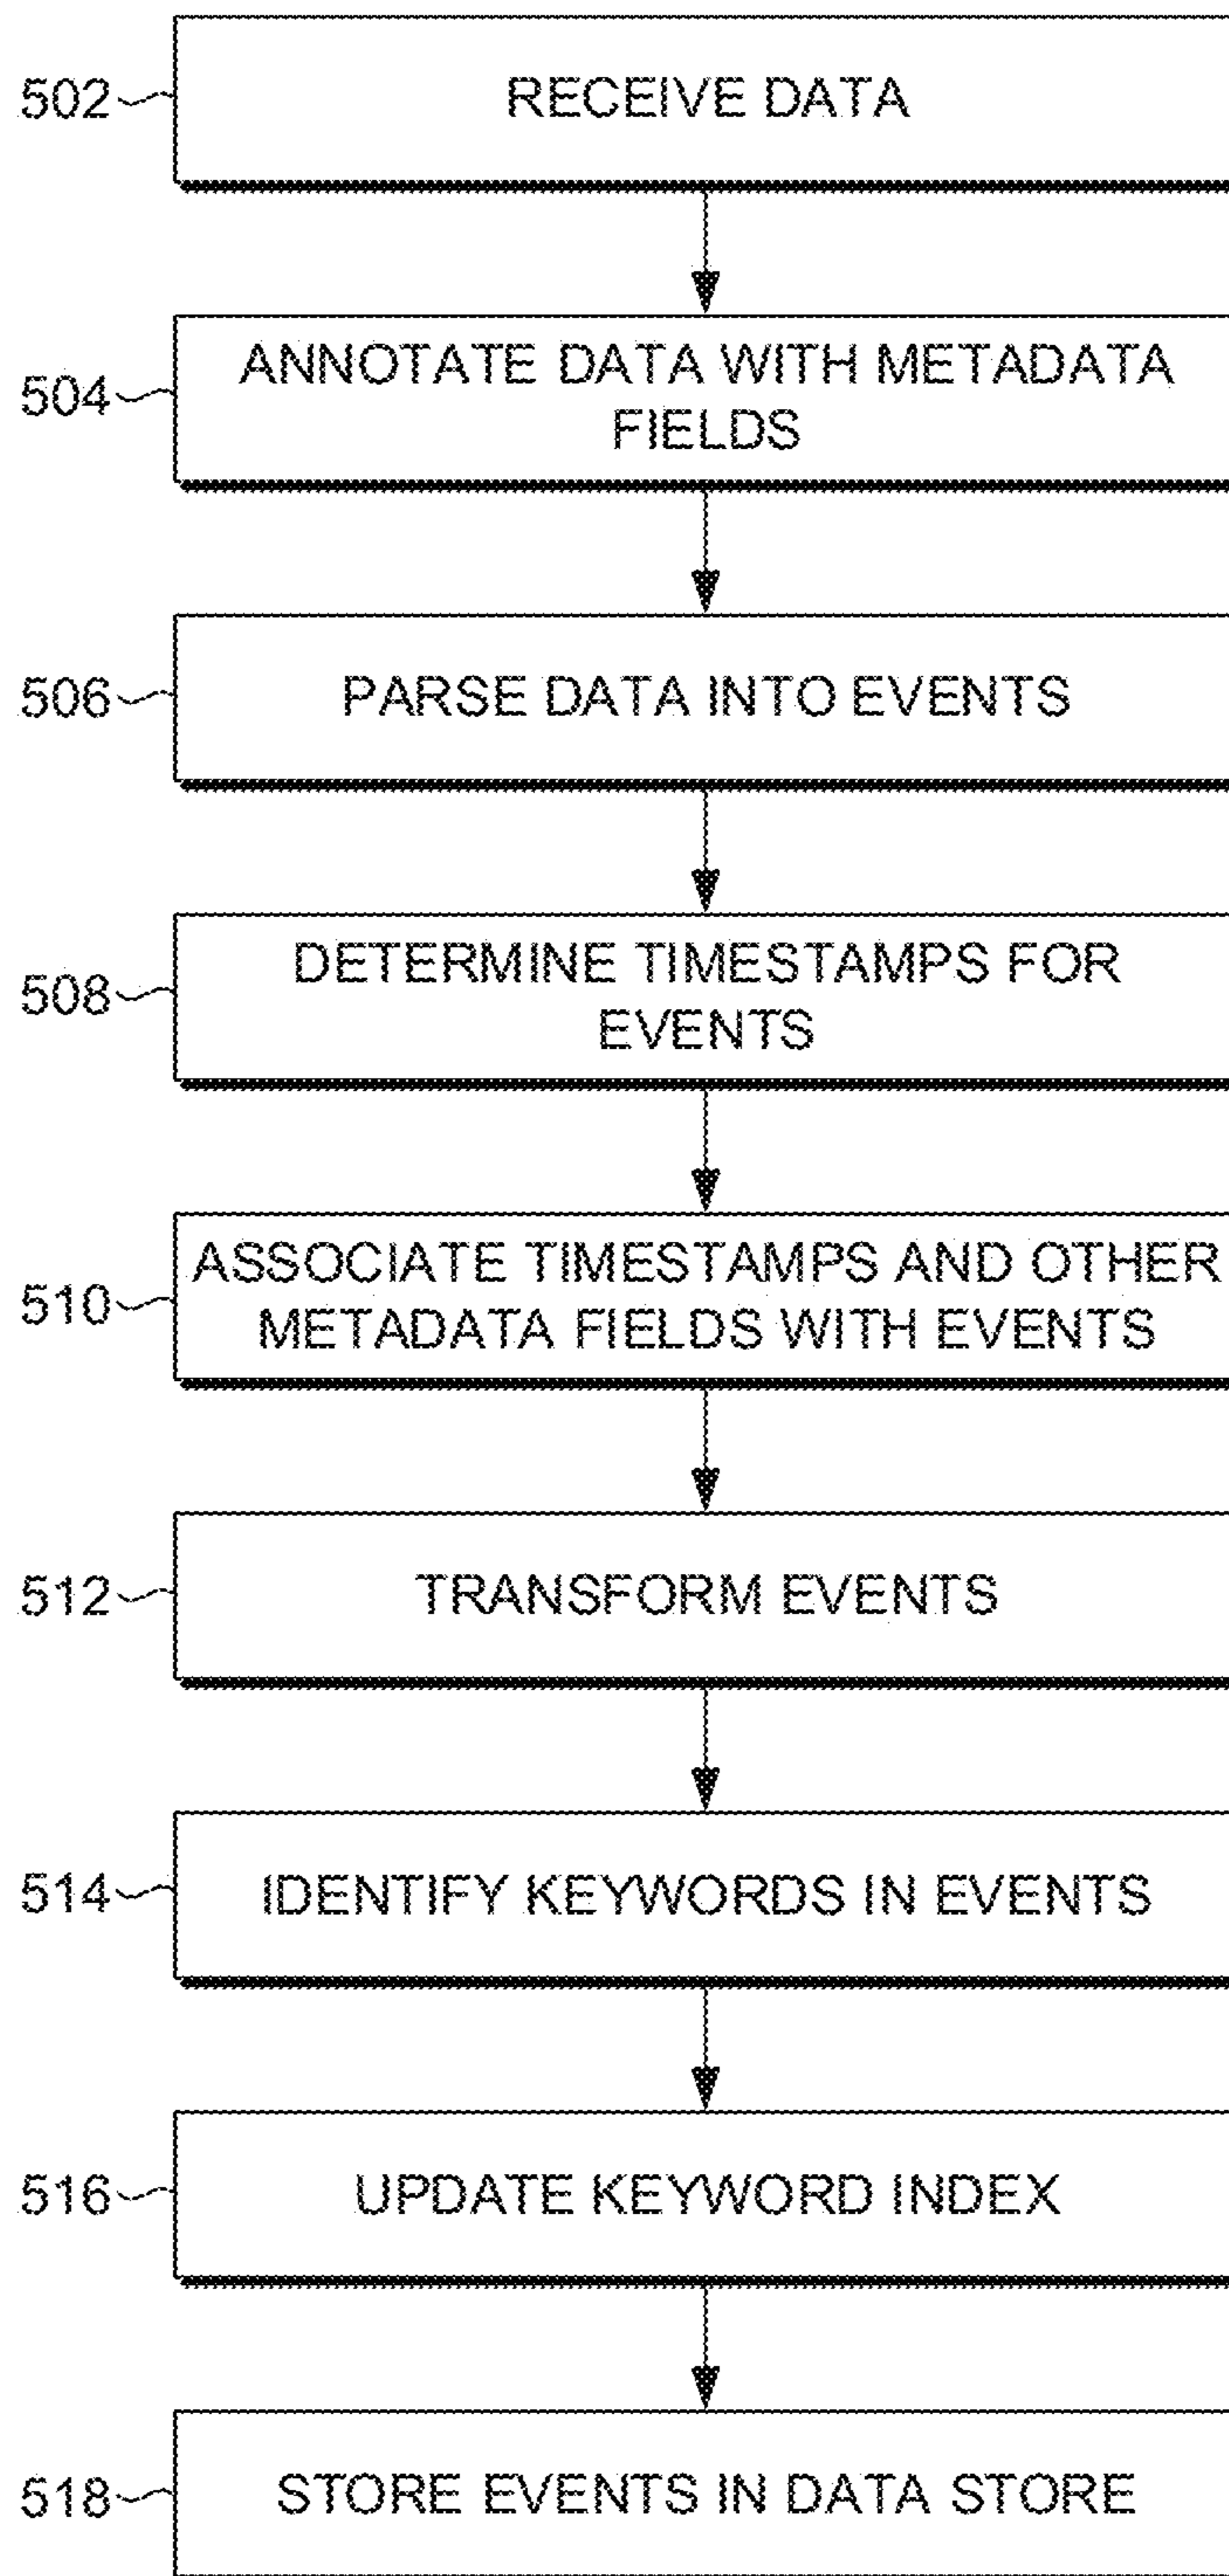 502
RECEIVE DATA
504
ANNOTATE DATA WITH METADATA
FIELDS
506
PARSE DATA INTO EVENTS
508
DETERMINE TIMESTAMPS FOR
EVENTS
510
ASSOCIATE TIMESTAMPS AND OTHER
METADATA FIELDS WITH EVENTS
512
TRANSFORM EVENTS
514
IDENTIFY KEYWORDS IN EVENTS
516
UPDATE KEYWORD INDEX
518
STORE EVENTS IN DATA STORE